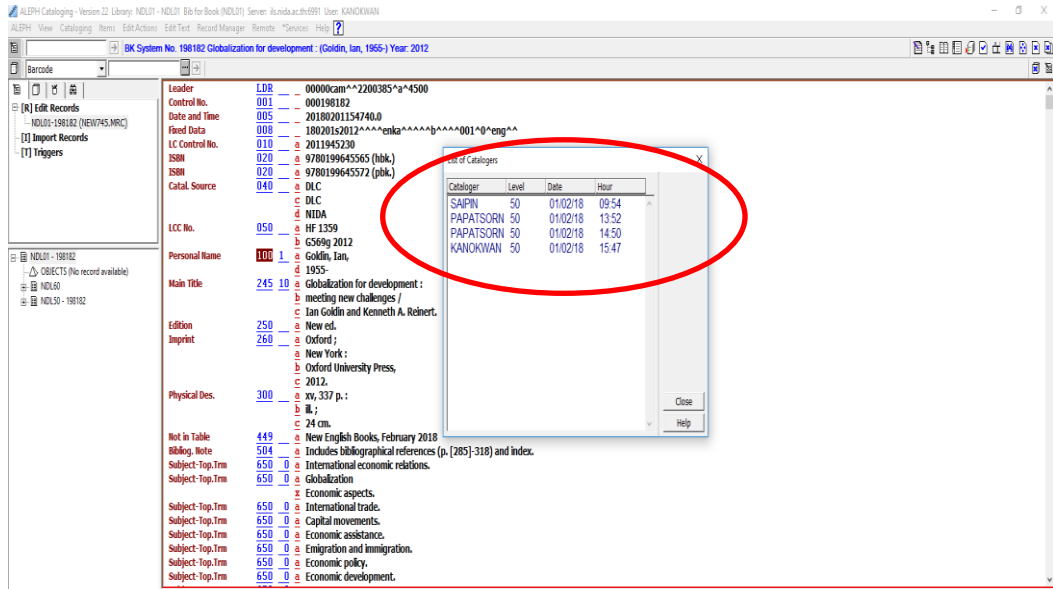 ALEPH Cataloging - Version 22 Library: NDL01 - NDL01 Bib for Book (NDL01) Server: ils.nida.ac.th:6991 User: KANOKWAN
ALEPH View Cataloging Items Edit Actions Edit Text Record Manager Remote *Services Help ?
BK System No. 198182 Globalization for development : (Goldin, Ian, 1955-) Year: 2012
Barcode
[R] Edit Records
NDL01-198182 (NEW745.MRC)
[I] Import Records
[T] Triggers
NDL01 - 198182
OBJECTS (No record available)
NDL60
NDL50 - 198182
Leader LDR 00000cam^^2200385^a^4500
Control No. 001 000198182
Date and Time 005 20180201154740.0
Fixed Data 008 180201s2012^^^^enka^^^^^b^^^^001^0^eng^^
LC Control No. 010 a 2011945230
ISBN 020 a 9780199645565 (hbk.)
ISBN 020 a 9780199645572 (pbk.)
Catal. Source 040 a DLC
c DLC
d NIDA
LCC No. 050 a HF 1359
b G569g 2012
Personal Name 100 1 a Goldin, Ian,
d 1955-
Main Title 245 10 a Globalization for development :
b meeting new challenges /
c Ian Goldin and Kenneth A. Reinert.
Edition 250 a New ed.
Imprint 260 a Oxford ;
a New York :
b Oxford University Press,
c 2012.
Physical Des. 300 a xv, 337 p. :
b ill. ;
c 24 cm.
Not in Table 449 a New English Books, February 2018
Bibliog. Note 504 a Includes bibliographical references (p. [285]-318) and index.
Subject-Top.Trm 650 0 a International economic relations.
Subject-Top.Trm 650 0 a Globalization
x Economic aspects.
Subject-Top.Trm 650 0 a International trade.
Subject-Top.Trm 650 0 a Capital movements.
Subject-Top.Trm 650 0 a Economic assistance.
Subject-Top.Trm 650 0 a Emigration and immigration.
Subject-Top.Trm 650 0 a Economic policy.
Subject-Top.Trm 650 0 a Economic development.
List of Catalogers X
Cataloger Level Date Hour
SAIPIN 50 01/02/18 09:54
PAPATSORN 50 01/02/18 13:52
PAPATSORN 50 01/02/18 14:50
KANOKWAN 50 01/02/18 15:47
Close
Help